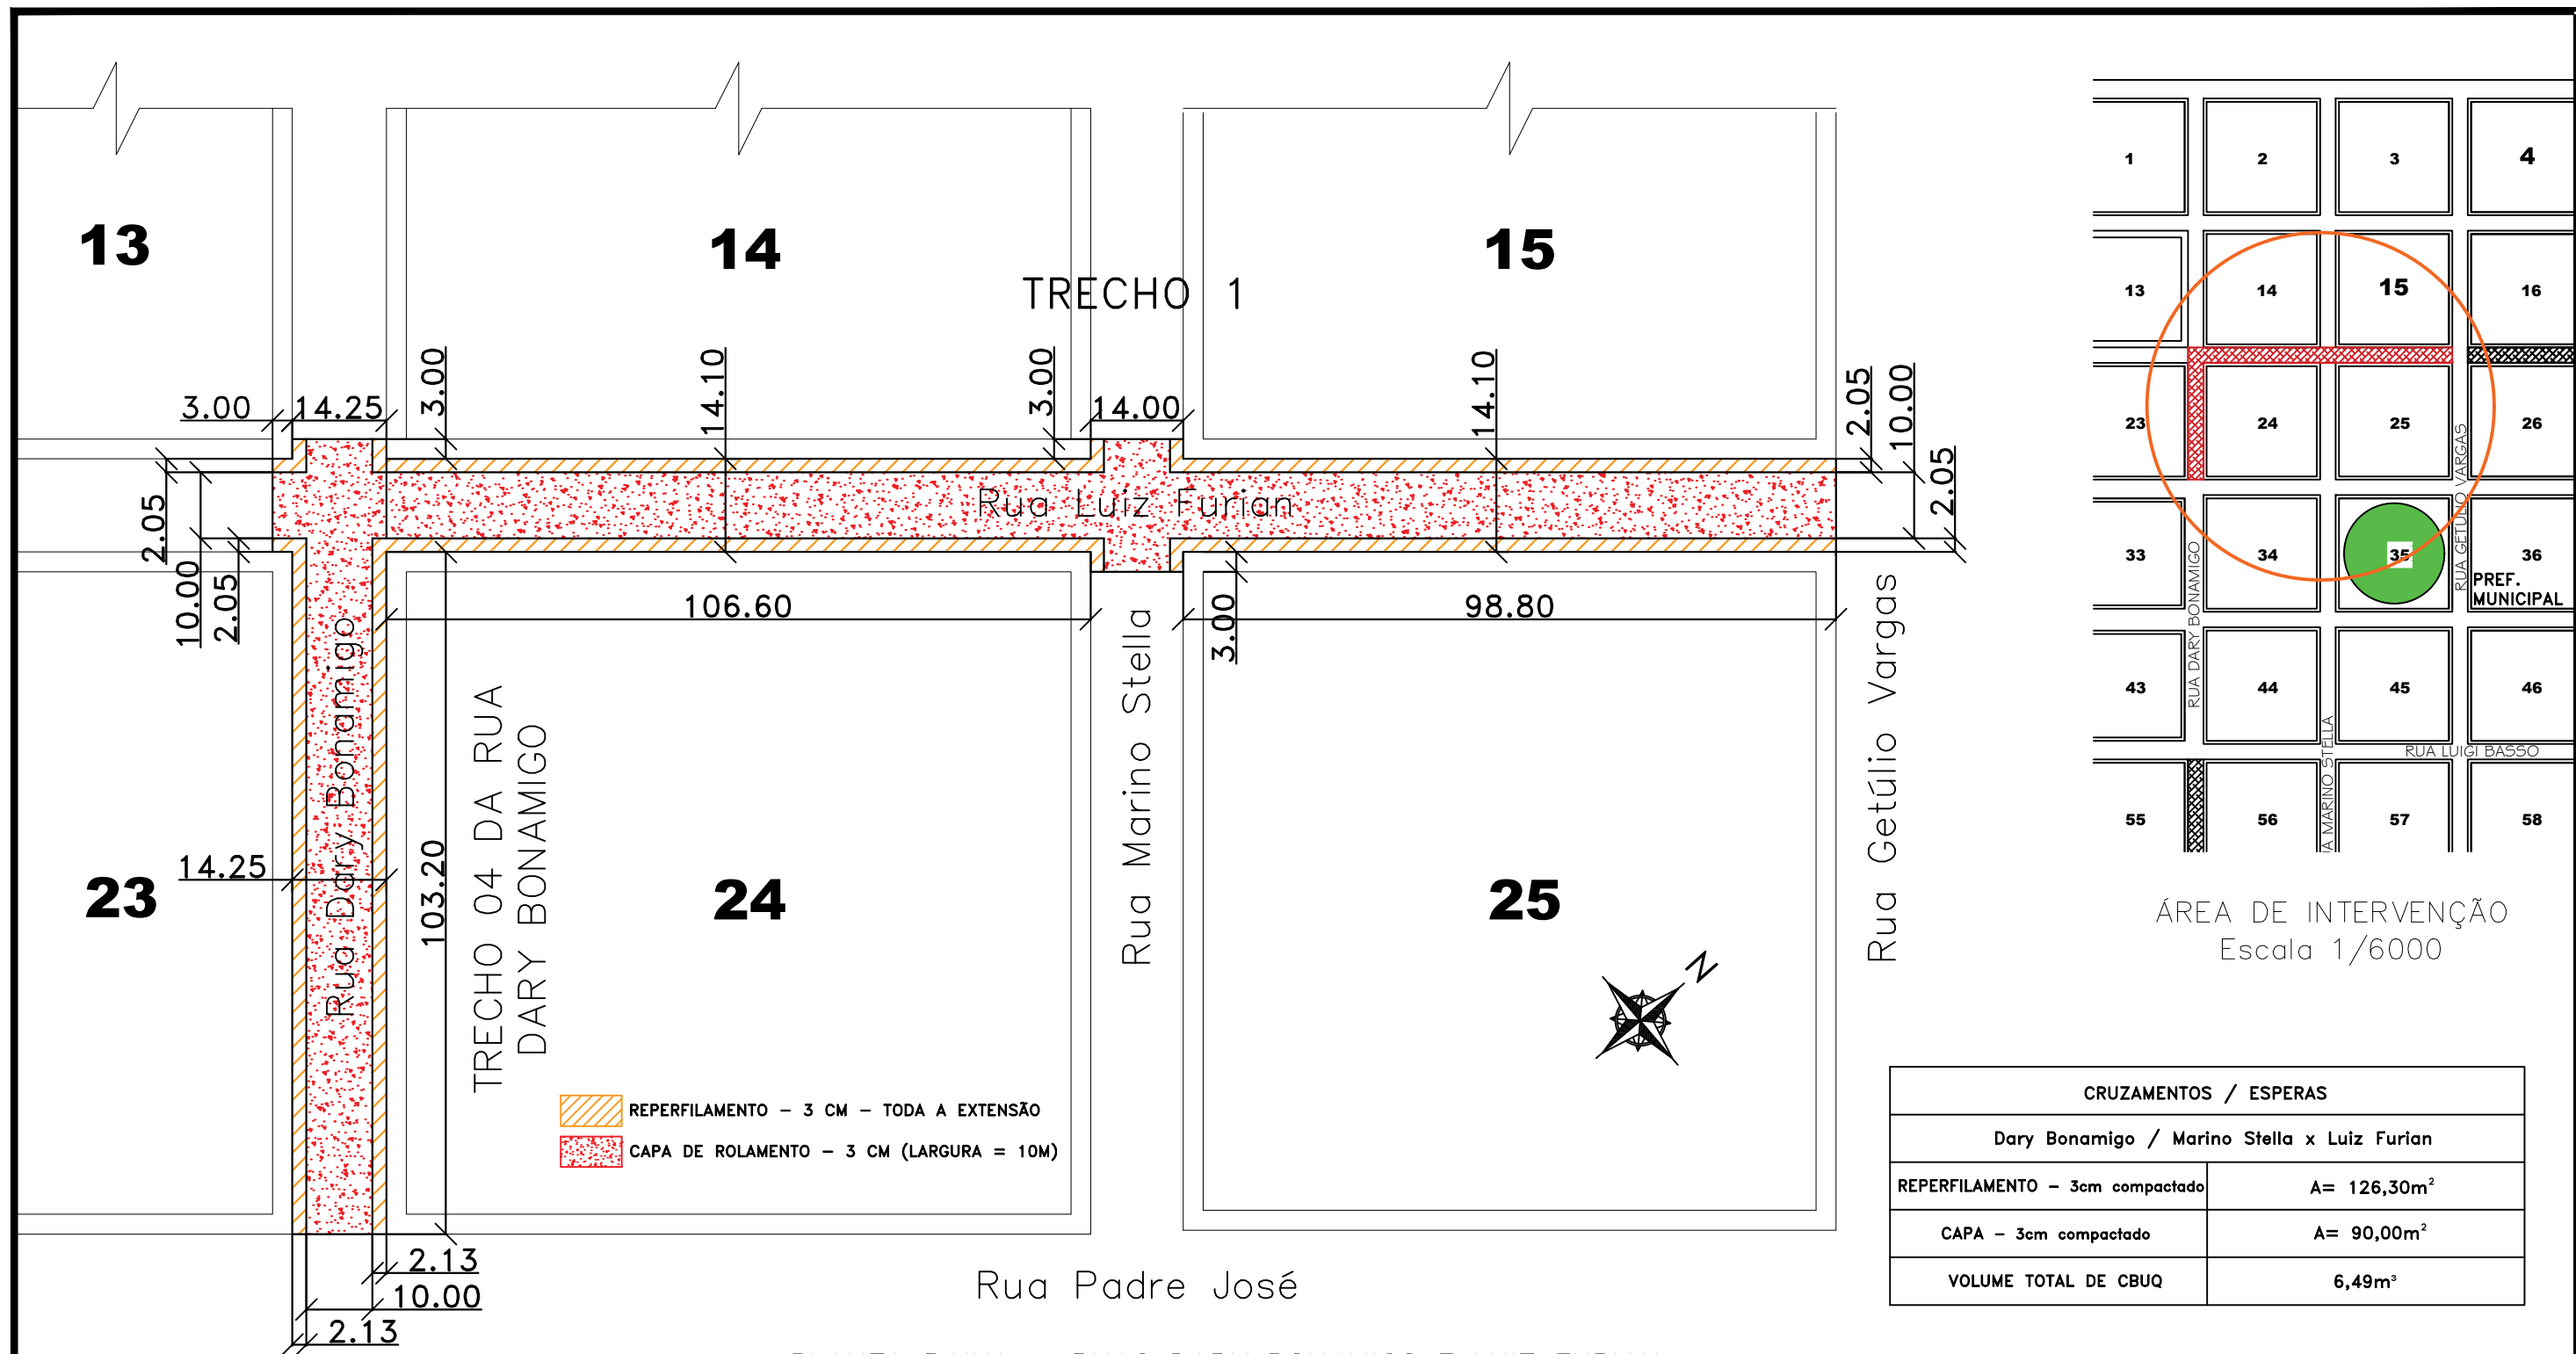 13
14
15
TRECHO 1
3.00
14.25
3.00
14.10
3.00
14.00
14.10
2.05
10.00
2.05
2.05
10.00
2.05
Rua Luiz Furian
106.60
98.80
3.00
Rua Dary Bonamigo
TRECHO 04 DA RUA
DARY BONAMIGO
103.20
Rua Marino Stella
Rua Getúlio Vargas
14.25
23
24
25
N
REPERFILAMENTO – 3 CM – TODA A EXTENSÃO
CAPA DE ROLAMENTO – 3 CM (LARGURA = 10M)
2.13
10.00
2.13
Rua Padre José
1
2
3
4
13
14
15
16
23
24
25
26
33
34
35
36
PREF.
MUNICIPAL
RUA GETULIO VARGAS
RUA DARY BONAMIGO
43
44
45
46
RUA LUIGI BASSO
MARINO STELLA
55
56
57
58
ÁREA DE INTERVENÇÃO
Escala 1/6000
CRUZAMENTOS / ESPERAS
Dary Bonamigo / Marino Stella x Luiz Furian
REPERFILAMENTO – 3cm compactado
A= 126,30m²
CAPA – 3cm compactado
A= 90,00m²
VOLUME TOTAL DE CBUQ
6,49m³